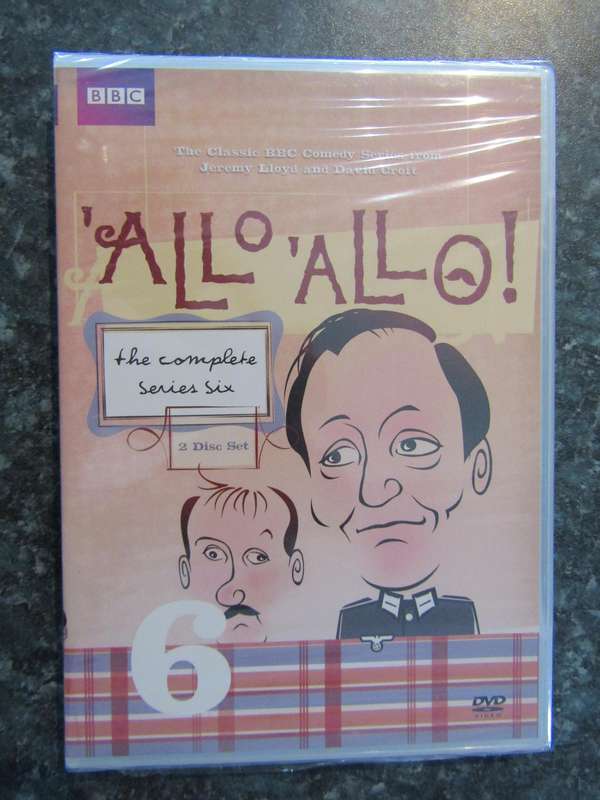 BBC
The Classic BBC Comedy Series from
Jeremy Lloyd and David Croft
'Allo 'Allo!
the complete
series six
2 Disc Set
6
DVD
VIDEO